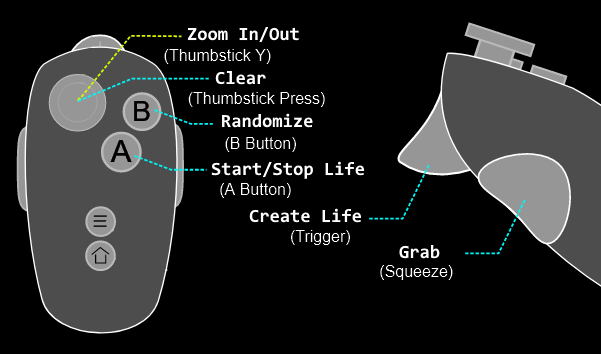 Zoom In/Out
(Thumbstick Y)
Clear
(Thumbstick Press)
B
Randomize
(B Button)
A
Start/Stop Life
(A Button)
Create Life
(Trigger)
Grab
(Squeeze)